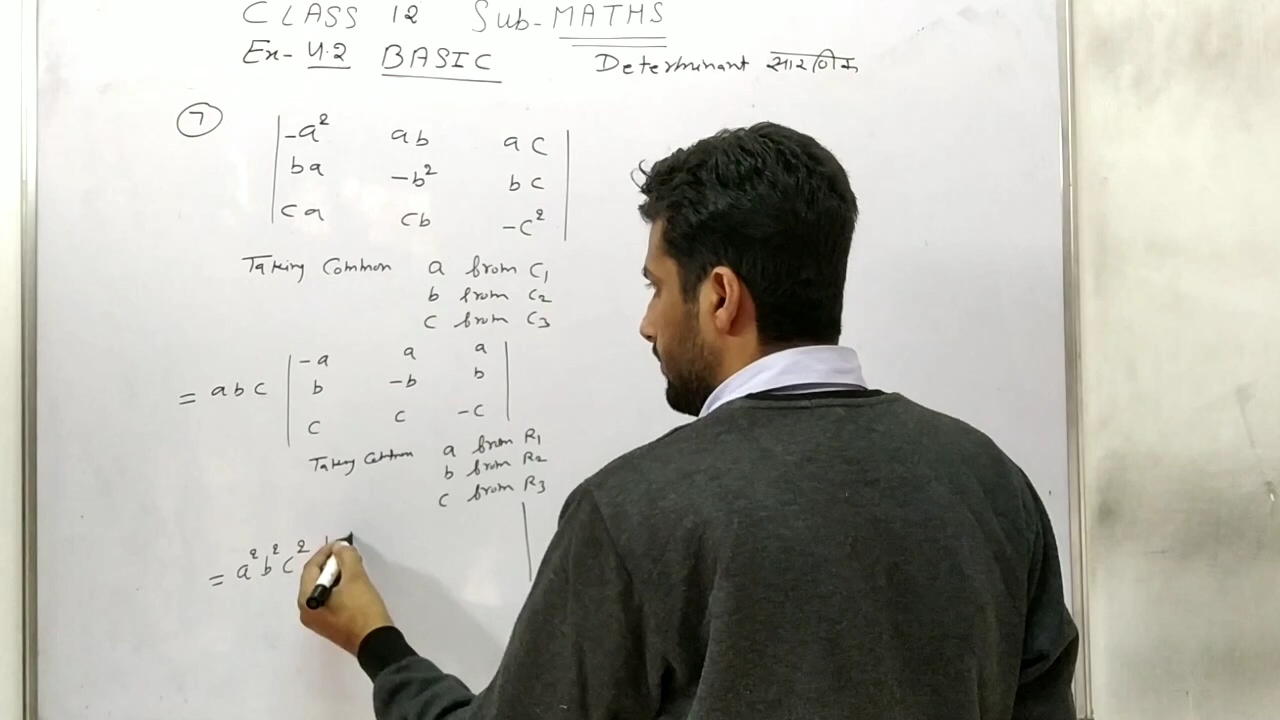 CLASS 12 Sub-MATHS
Ex-4.2 BASIC Determinant सारणिक
7
-a² ab ac
ba -b² bc
ca cb -c²
Taking Common a from C₁
b from C₂
c from C₃
= abc
-a a a
b -b b
c c -c
Taking Common a from R₁
b from R₂
c from R₃
= a²b²c²